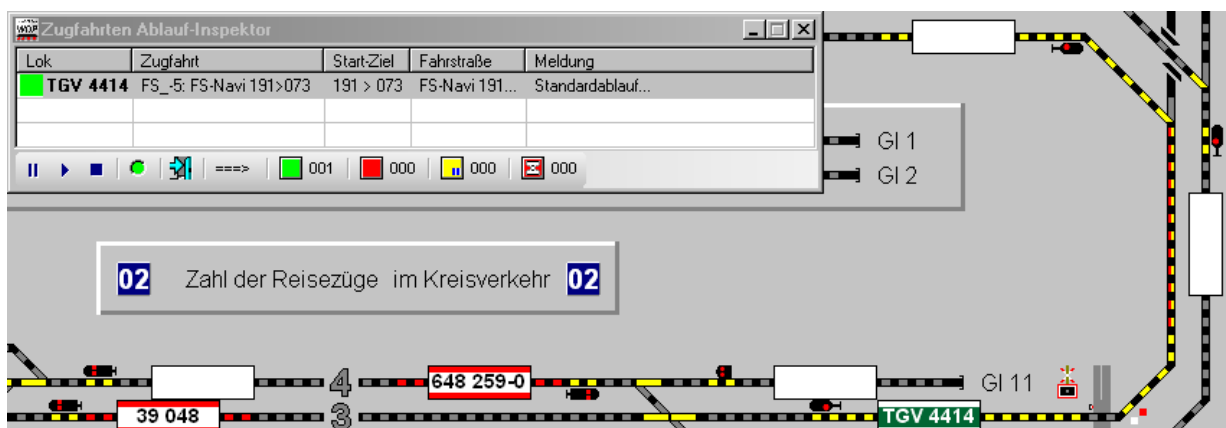 WDP Zugfahrten Ablauf-Inspektor
Lok Zugfahrt Start-Ziel Fahrstraße Meldung
TGV 4414 FS_-5: FS-Navi 191>073 191 > 073 FS-Navi 191... Standardablauf...
===> 001 000 000 000
Gl 1
Gl 2
02 Zahl der Reisezüge im Kreisverkehr 02
4 648 259-0 Gl 11
39 048 3 TGV 4414